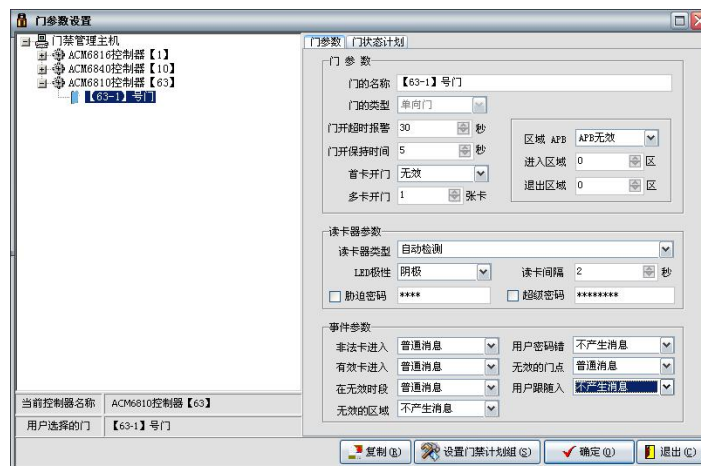 门参数设置
门禁管理主机
ACM6816控制器【1】
ACM6840控制器【10】
ACM6810控制器【63】
【63-1】号门
当前控制器名称 ACM6810控制器【63】
用户选择的门 【63-1】号门
门参数 门状态计划
门 参 数
门的名称 【63-1】号门
门的类型 单向门
门开超时报警 30 秒
门开保持时间 5 秒
首卡开门 无效
多卡开门 1 张卡
区域 APB APB无效
进入区域 0 区
退出区域 0 区
读卡器参数
读卡器类型 自动检测
LED极性 阴极 读卡间隔 2 秒
胁迫密码 **** 超级密码 ********
事件参数
非法卡进入 普通消息 用户密码错 不产生消息
有效卡进入 普通消息 无效的门点 普通消息
在无效时段 普通消息 用户跟随入 不产生消息
无效的区域 不产生消息
复制(B) 设置门禁计划组(S) 确定(O) 退出(C)